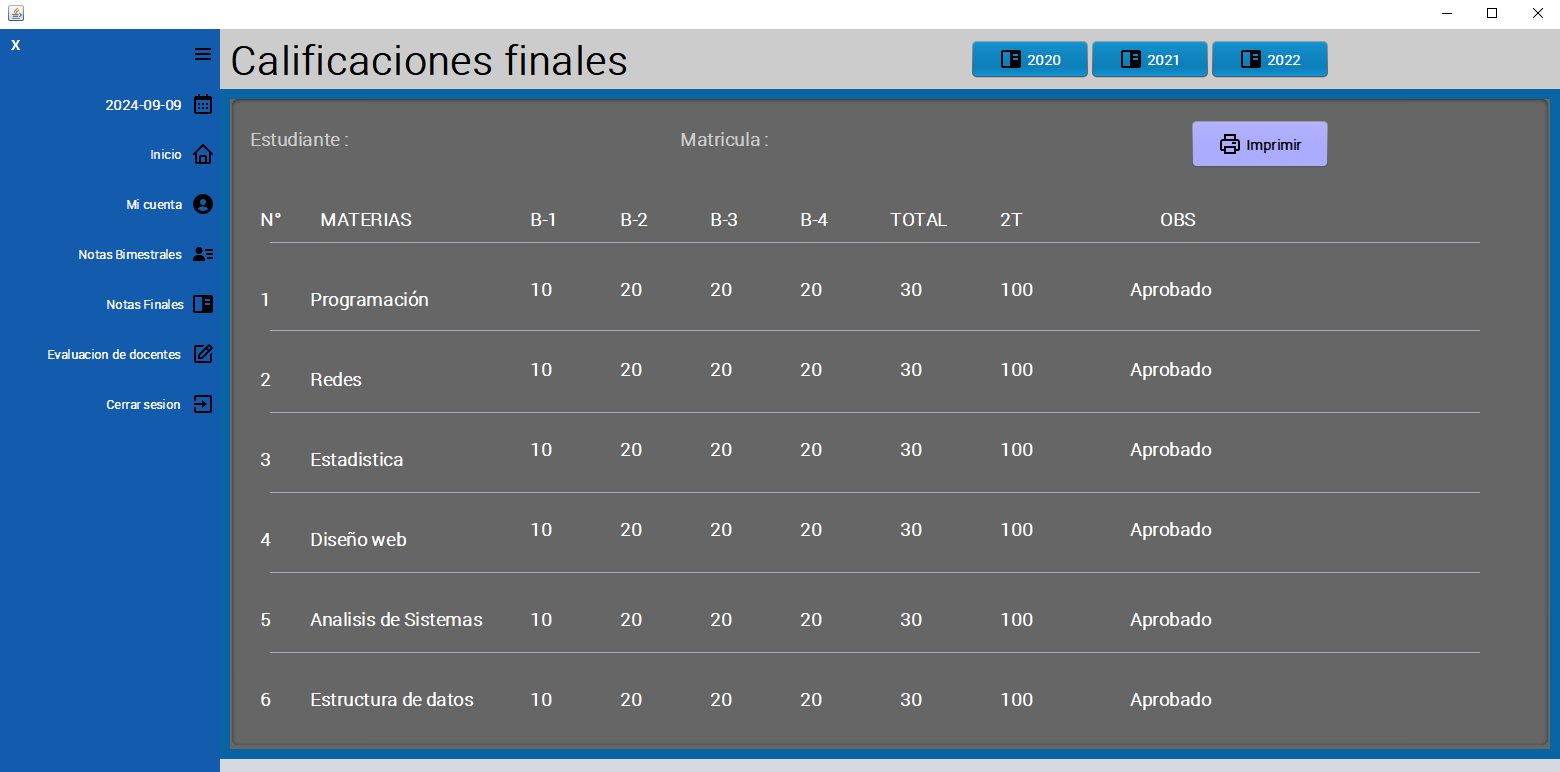 X
Calificaciones finales
2020 2021 2022
2024-09-09
Inicio
Mi cuenta
Notas Bimestrales
Notas Finales
Evaluacion de docentes
Cerrar sesion
Estudiante : Matricula : Imprimir
N° MATERIAS B-1 B-2 B-3 B-4 TOTAL 2T OBS
1 Programación 10 20 20 20 30 100 Aprobado
2 Redes 10 20 20 20 30 100 Aprobado
3 Estadistica 10 20 20 20 30 100 Aprobado
4 Diseño web 10 20 20 20 30 100 Aprobado
5 Analisis de Sistemas 10 20 20 20 30 100 Aprobado
6 Estructura de datos 10 20 20 20 30 100 Aprobado